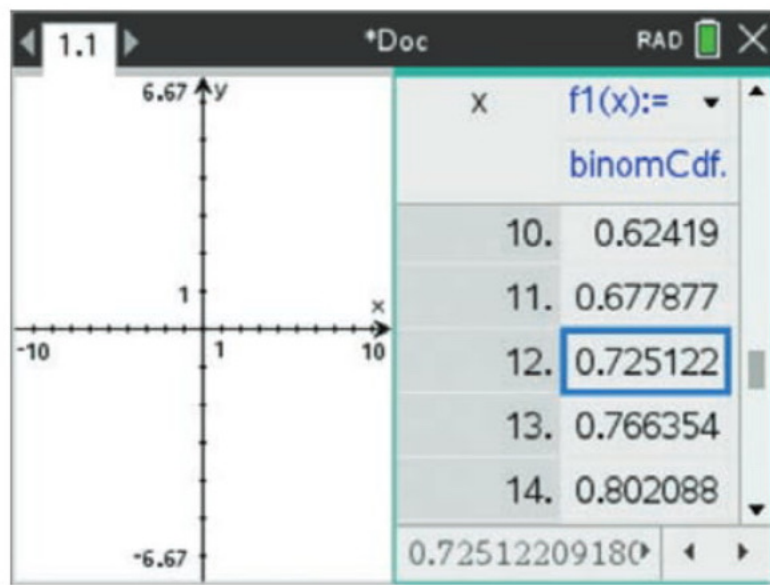 1.1 *Doc RAD
6.67 y
1
x
-10 1 10
-6.67
x f1(x):=
binomCdf.
10. 0.62419
11. 0.677877
12. 0.725122
13. 0.766354
14. 0.802088
0.7251220918